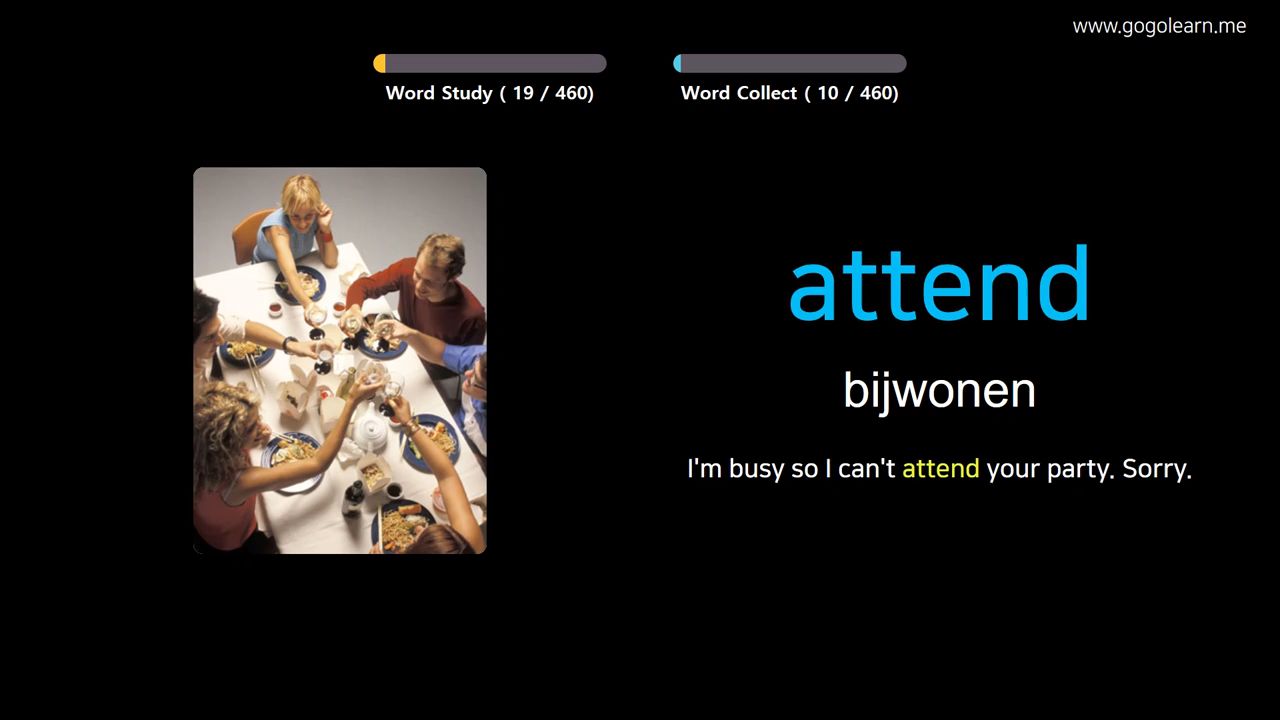 www.gogolearn.me
Word Study ( 19 / 460)
Word Collect ( 10 / 460)
attend
bijwonen
I'm busy so I can't attend your party. Sorry.